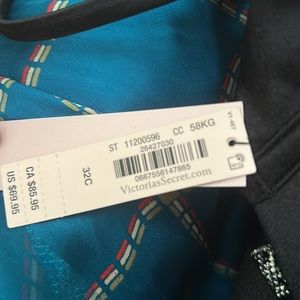 ST 11200596 CC 58KG
26427030
0667556147865
VictoriasSecret.com
32C
CA $85.95
US $69.95